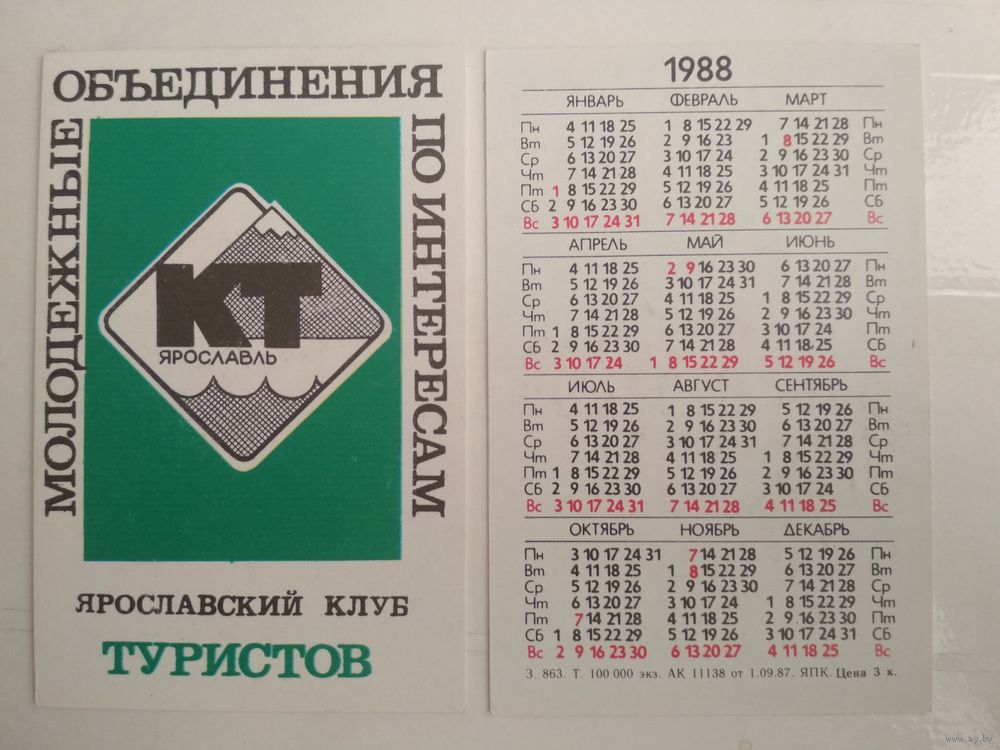 МОЛОДЕЖНЫЕ
ОБЪЕДИНЕНИЯ
ПО ИНТЕРЕСАМ
КТ
ЯРОСЛАВЛЬ
ЯРОСЛАВСКИЙ КЛУБ
ТУРИСТОВ
1988
ЯНВАРЬ ФЕВРАЛЬ МАРТ
Пн 4 11 18 25 1 8 15 22 29 7 14 21 28 Пн
Вт 5 12 19 26 2 9 16 23 1 8 15 22 29 Вт
Ср 6 13 20 27 3 10 17 24 2 9 16 23 30 Ср
Чт 7 14 21 28 4 11 18 25 3 10 17 24 31 Чт
Пт 1 8 15 22 29 5 12 19 26 4 11 18 25 Пт
Сб 2 9 16 23 30 6 13 20 27 5 12 19 26 Сб
Вс 3 10 17 24 31 7 14 21 28 6 13 20 27 Вс
АПРЕЛЬ МАЙ ИЮНЬ
Пн 4 11 18 25 2 9 16 23 30 6 13 20 27 Пн
Вт 5 12 19 26 3 10 17 24 31 7 14 21 28 Вт
Ср 6 13 20 27 4 11 18 25 1 8 15 22 29 Ср
Чт 7 14 21 28 5 12 19 26 2 9 16 23 30 Чт
Пт 1 8 15 22 29 6 13 20 27 3 10 17 24 Пт
Сб 2 9 16 23 30 7 14 21 28 4 11 18 25 Сб
Вс 3 10 17 24 1 8 15 22 29 5 12 19 26 Вс
ИЮЛЬ АВГУСТ СЕНТЯБРЬ
Пн 4 11 18 25 1 8 15 22 29 5 12 19 26 Пн
Вт 5 12 19 26 2 9 16 23 30 6 13 20 27 Вт
Ср 6 13 20 27 3 10 17 24 31 7 14 21 28 Ср
Чт 7 14 21 28 4 11 18 25 1 8 15 22 29 Чт
Пт 1 8 15 22 29 5 12 19 26 2 9 16 23 30 Пт
Сб 2 9 16 23 30 6 13 20 27 3 10 17 24 Сб
Вс 3 10 17 24 31 7 14 21 28 4 11 18 25 Вс
ОКТЯБРЬ НОЯБРЬ ДЕКАБРЬ
Пн 3 10 17 24 31 7 14 21 28 5 12 19 26 Пн
Вт 4 11 18 25 1 8 15 22 29 6 13 20 27 Вт
Ср 5 12 19 26 2 9 16 23 30 7 14 21 28 Ср
Чт 6 13 20 27 3 10 17 24 1 8 15 22 29 Чт
Пт 7 14 21 28 4 11 18 25 2 9 16 23 30 Пт
Сб 1 8 15 22 29 5 12 19 26 3 10 17 24 31 Сб
Вс 2 9 16 23 30 6 13 20 27 4 11 18 25 Вс
З. 863. Т. 100 000 экз. АК 11138 от 1.09.87. ЯПК. Цена 3 к.
www.ay.by